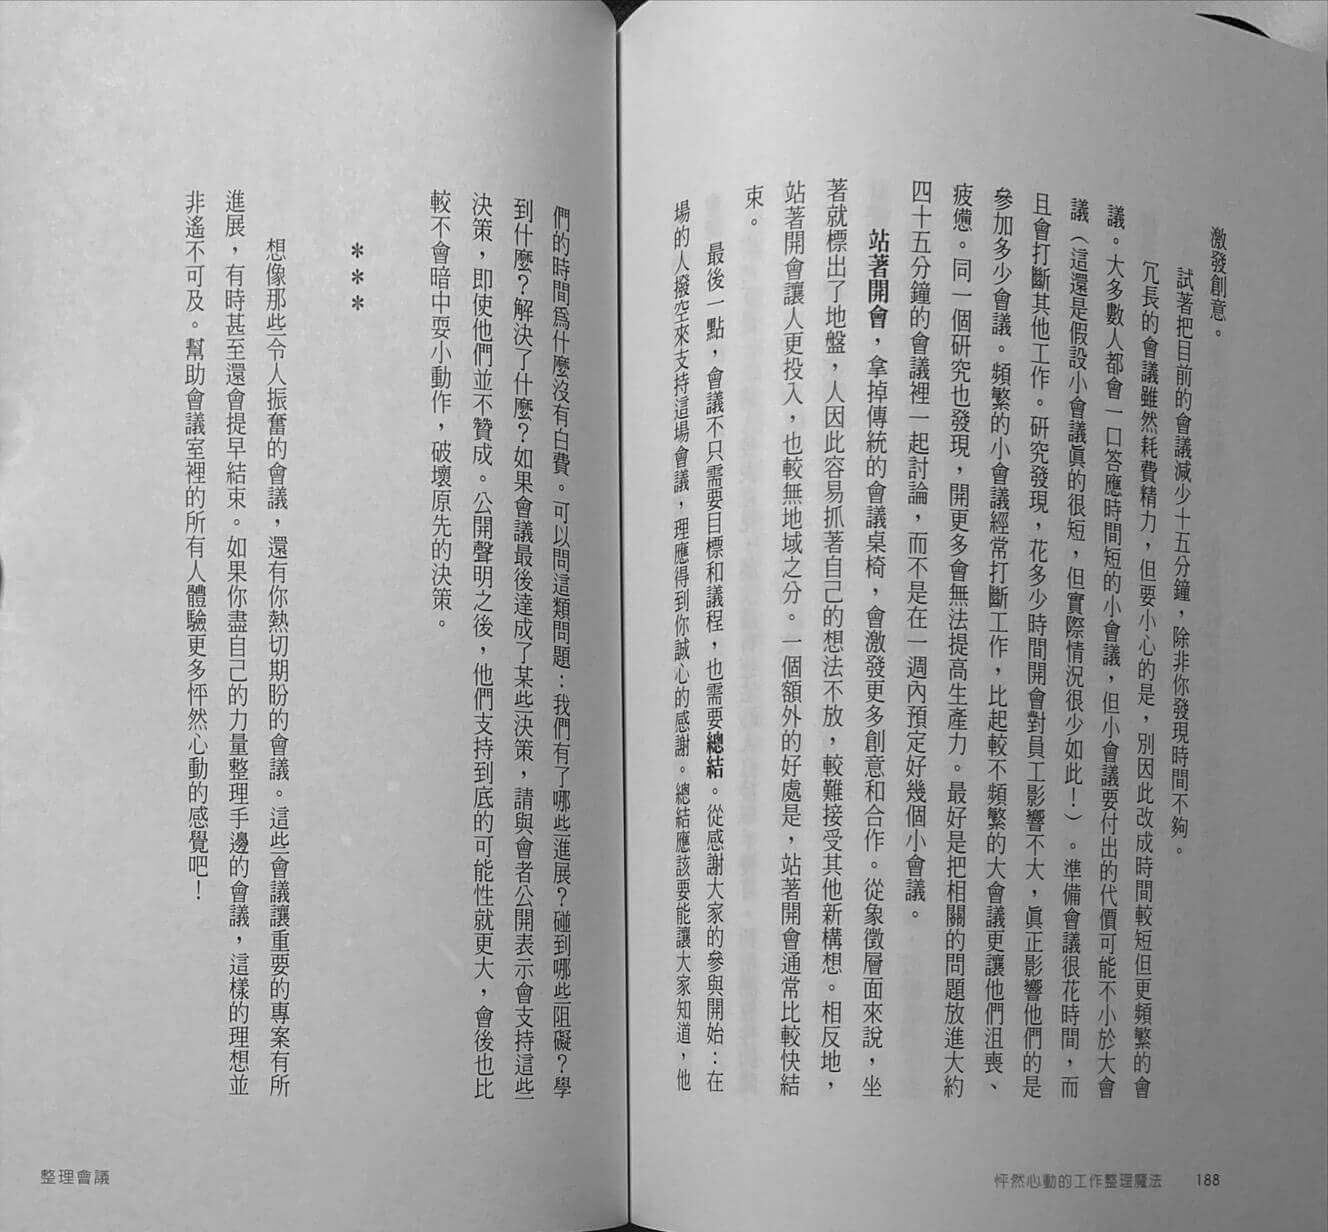 激發創意。
試著把目前的會議減少十五分鐘，除非你發現時間不夠。
冗長的會議雖然耗費精力，但要小心的是，別因此改成時間較短但更頻繁的會
議。大多數人都會一口答應時間短的小會議，但小會議要付出的代價可能不小於大會
議（這還是假設小會議真的很短，但實際情況很少如此！）。準備會議很花時間，而
且會打斷其他工作。研究發現，花多少時間開會對員工影響不大，真正影響他們的是
參加多少會議。頻繁的小會議經常打斷工作，比起較不頻繁的大會議更讓他們沮喪、
疲憊。同一個研究也發現，開更多會無法提高生產力。最好是把相關的問題放進大約
四十五分鐘的會議裡一起討論，而不是在一週內預定好幾個小會議。
站著開會，拿掉傳統的會議桌椅，會激發更多創意和合作。從象徵層面來說，坐
著就標出了地盤，人因此容易抓著自己的想法不放，較難接受其他新構想。相反地，
站著開會讓人更投入，也較無地域之分。一個額外的好處是，站著開會通常比較快結
束。
最後一點，會議不只需要目標和議程，也需要總結。從感謝大家的參與開始：在
場的人撥空來支持這場會議，理應得到你誠心的感謝。總結應該要能讓大家知道，他
怦然心動的工作整理魔法 188
們的時間為什麼沒有白費。可以問這類問題：我們有了哪些進展？碰到哪些阻礙？學
到什麼？解決了什麼？如果會議最後達成了某些決策，請與會者公開表示會支持這些
決策，即使他們並不贊成。公開聲明之後，他們支持到底的可能性就更大，會後也比
較不會暗中耍小動作，破壞原先的決策。
＊＊＊
想像那些令人振奮的會議，還有你熱切期盼的會議。這些會議讓重要的專案有所
進展，有時甚至還會提早結束。如果你盡自己的力量整理手邊的會議，這樣的理想並
非遙不可及。幫助會議室裡的所有人體驗更多怦然心動的感覺吧！
整理會議